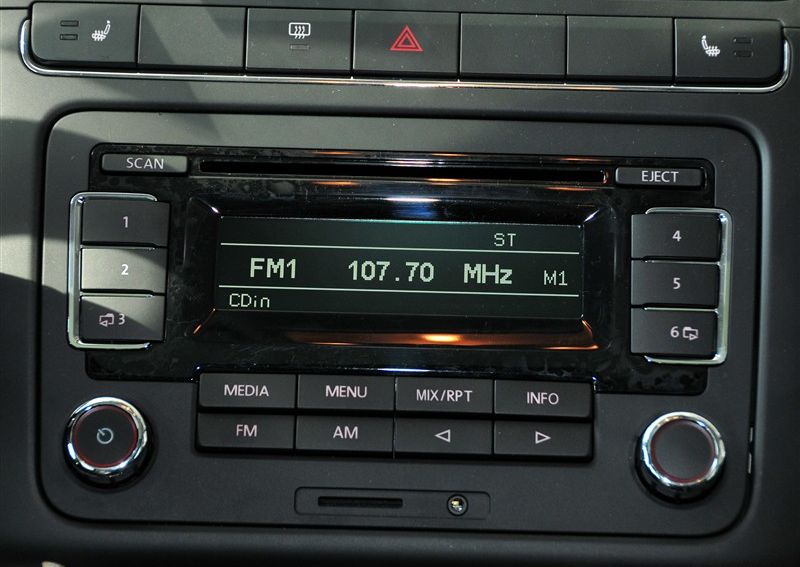 SCAN
EJECT
ST
FM1 107.70 MHz M1
CDin
1
2
3
4
5
6
MEDIA MENU MIX/RPT INFO
FM AM